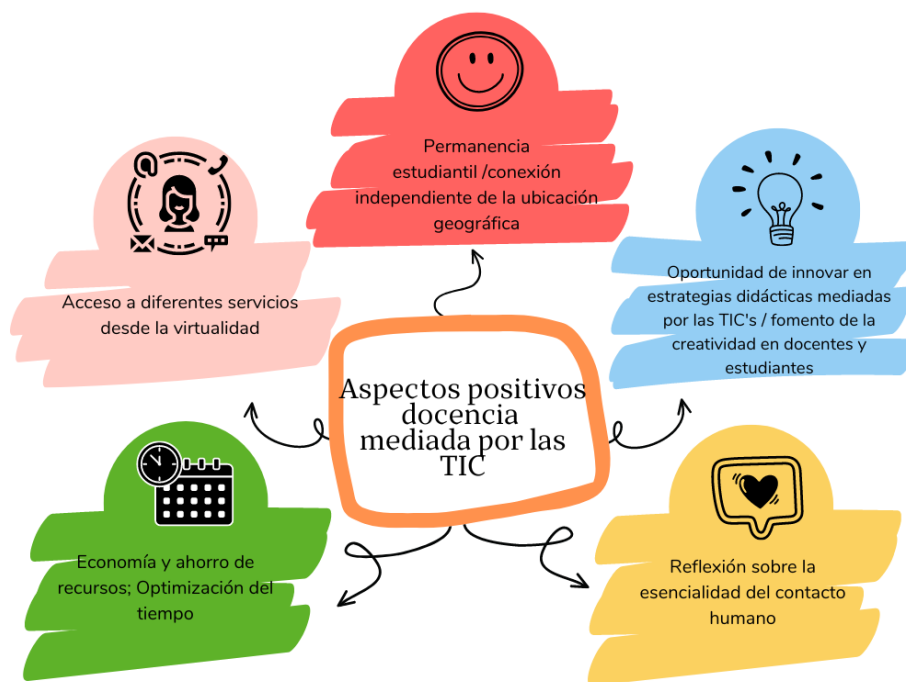 Permanencia
estudiantil /conexión
independiente de la ubicación
geográfica
Acceso a diferentes servicios
desde la virtualidad
Oportunidad de innovar en
estrategias didácticas mediadas
por las TIC's / fomento de la
creatividad en docentes y
estudiantes
Aspectos positivos
docencia
mediada por las
TIC
Economía y ahorro de
recursos; Optimización del
tiempo
Reflexión sobre la
esencialidad del contacto
humano